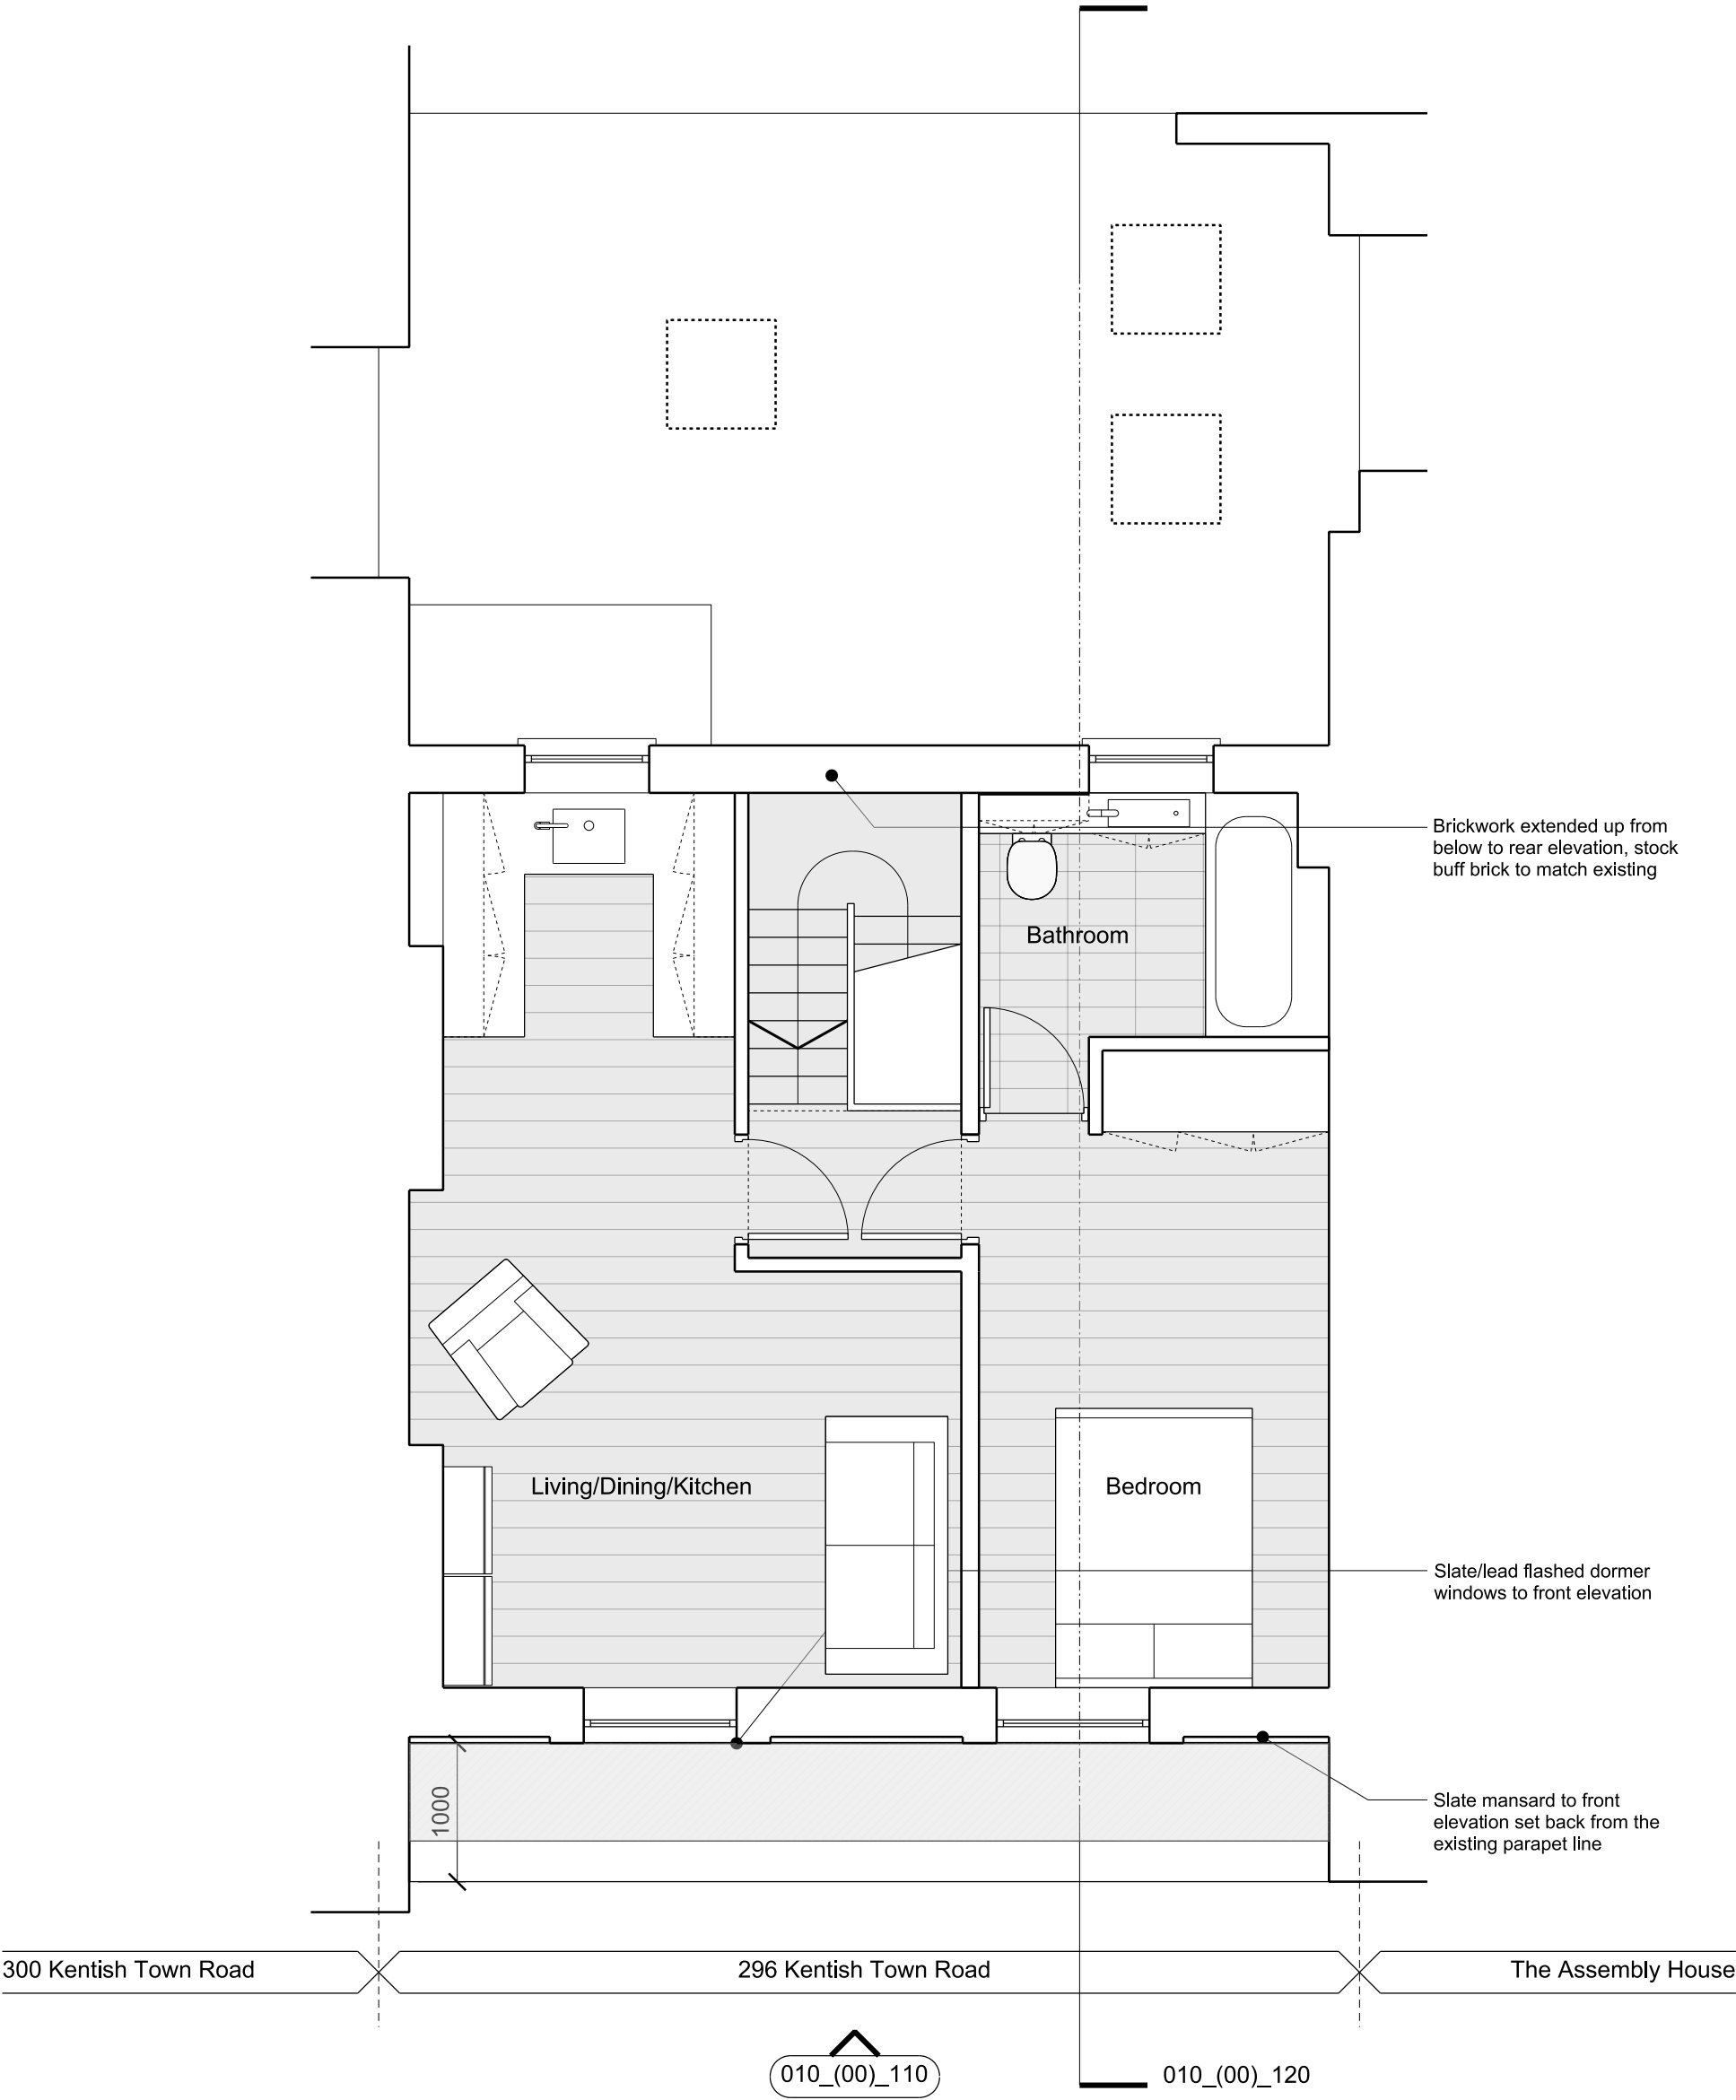 Brickwork extended up from
below to rear elevation, stock
buff brick to match existing
Bathroom
Living/Dining/Kitchen
Bedroom
Slate/lead flashed dormer
windows to front elevation
1000
Slate mansard to front
elevation set back from the
existing parapet line
300 Kentish Town Road
296 Kentish Town Road
The Assembly House
010_(00)_110
010_(00)_120